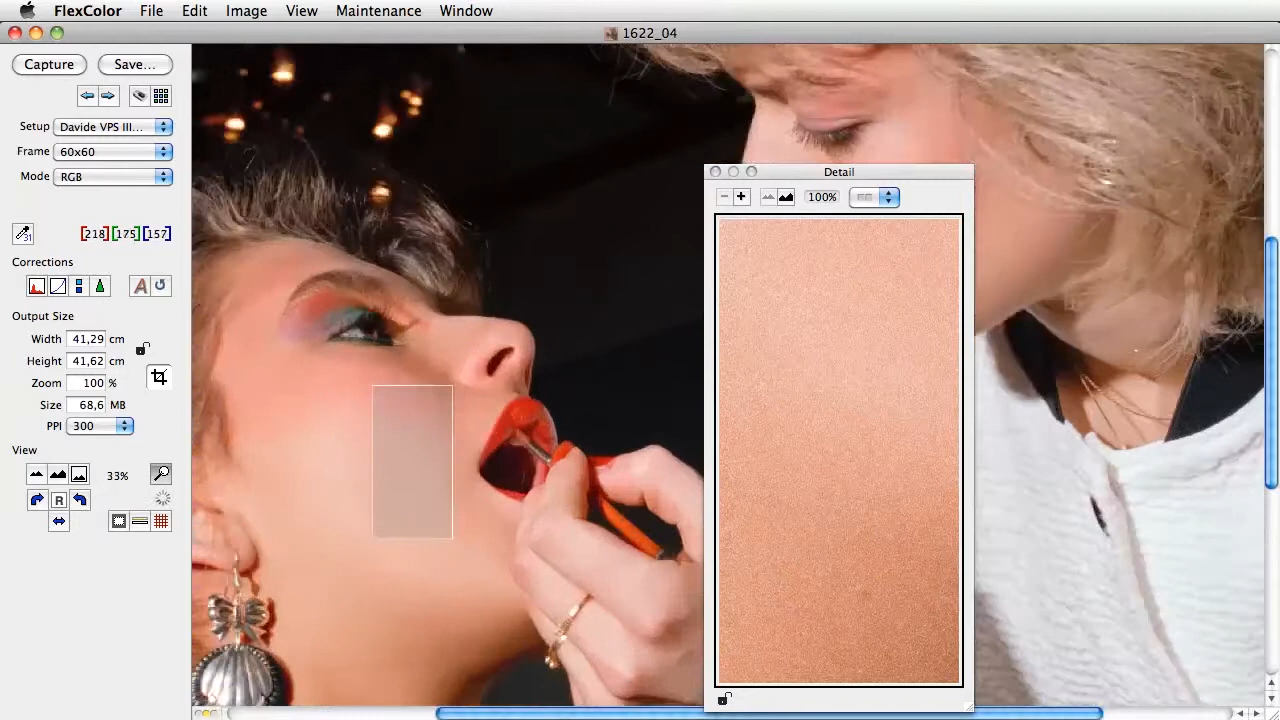 FlexColor File Edit Image View Maintenance Window
1622_04
Capture Save...
Setup Davide VPS III...
Frame 60x60
Mode RGB
31 218 175 157
Corrections
A
Output Size
Width 41,29 cm
Height 41,62 cm
Zoom 100 %
Size 68,6 MB
PPI 300
View
33%
R
Detail
100%